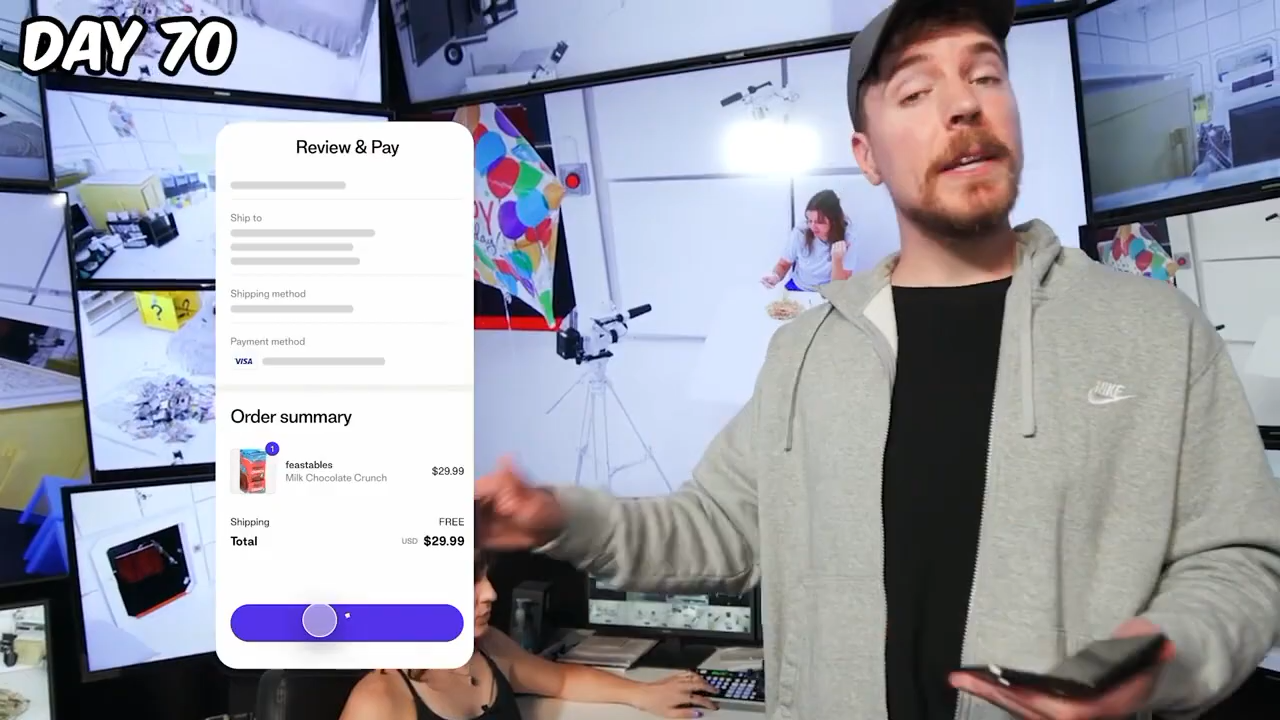 DAY 70
Review & Pay
Ship to
Shipping method
Payment method
VISA
Order summary
1
feastables
Milk Chocolate Crunch
$29.99
Shipping
FREE
Total
USD $29.99
?
NIKE